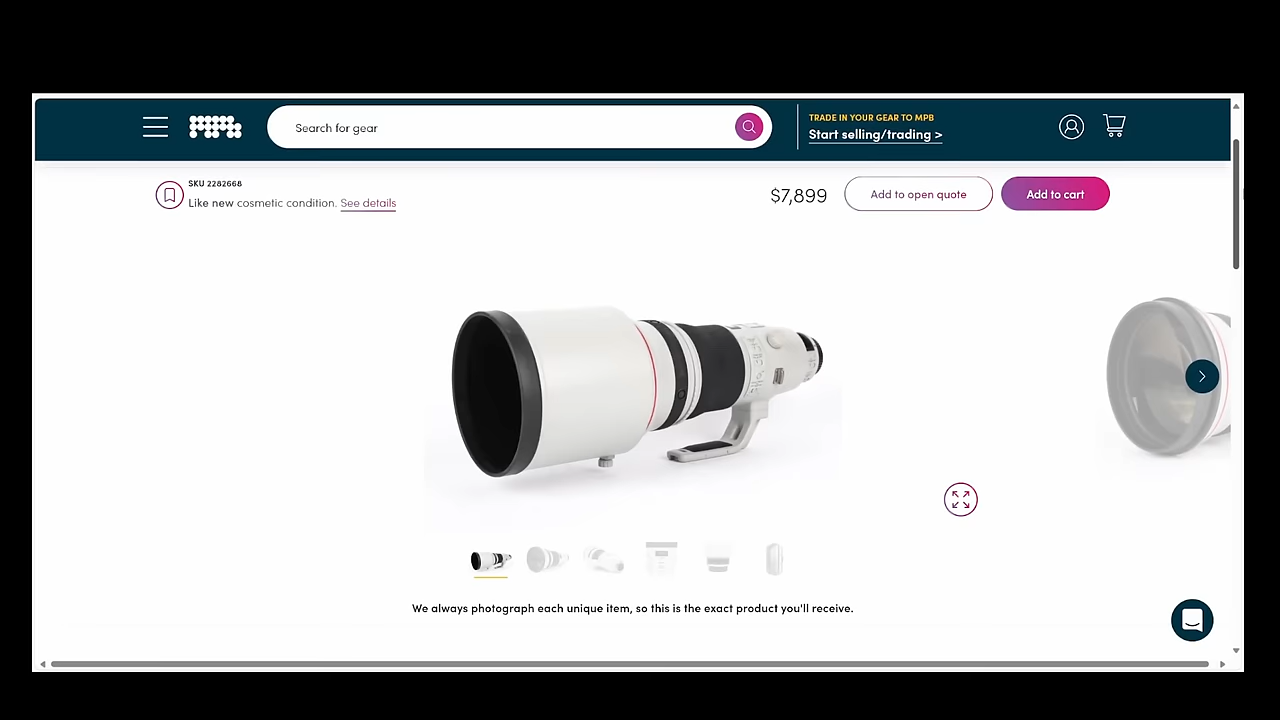 mpb
Search for gear
TRADE IN YOUR GEAR TO MPB
Start selling/trading >
SKU 2282668
Like new cosmetic condition. See details
$7,899
Add to open quote
Add to cart
We always photograph each unique item, so this is the exact product you'll receive.